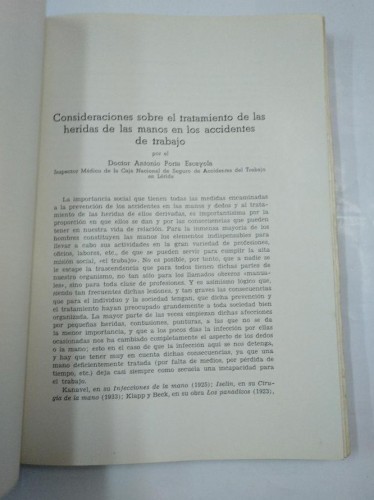 Consideraciones sobre el tratamiento de las
heridas de las manos en los accidentes
de trabajo
por el
Doctor Antonio Porta Escayola
Inspector Médico de la Caja Nacional de Seguro de Accidentes del Trabajo
en Lérida
La importancia social que tienen todas las medidas encaminadas
a la prevención de los accidentes en las manos y dedos y al trata-
miento de las heridas de ellos derivadas, es importantísima por la
frecuencia en que se dan y por las consecuencias que pueden
tener en nuestra vida de relación. Para la inmensa mayoría de los
hombres constituyen las manos los elementos indispensables para
llevar a cabo sus actividades en la gran variedad de profesiones,
oficios, labores, etc., de que se pueden servir para cumplir la alta
misión social, «el trabajo». No es posible, por tanto, que a nadie se
le escape la trascendencia que para todos tienen dichas partes de
nuestro organismo, no tan sólo para los llamados obreros «manua-
les», sino para toda clase de profesiones. Y es asimismo lógico que,
siendo tan frecuentes dichas lesiones, y tan graves las consecuencias
que para el individuo y la sociedad tengan, que dicha prevención y
el tratamiento hayan preocupado grandemente a toda sociedad bien
organizada. La mayor parte de las veces empiezan dichas afecciones
por pequeñas heridas, contusiones, punturas, a las que no se da
la menor importancia, y que a los pocos días la infección por ellas
ocasionadas nos ha cambiado completamente el aspecto de los dedos
o la mano; esto en el caso de que la infección aquí se nos detenga,
y hay que tener muy en cuenta dichas consecuencias, ya que una
mano deficientemente tratada (por falta de medios, por pérdida de
tiempo, etc.) deja casi siempre como secuela una incapacidad para
el trabajo.
Kanavel, en su Infecciones de la mano (1925); Iselin, en su Ciru-
gía de la mano (1933); Klapp y Beck, en su obra Los panadizos (1923),